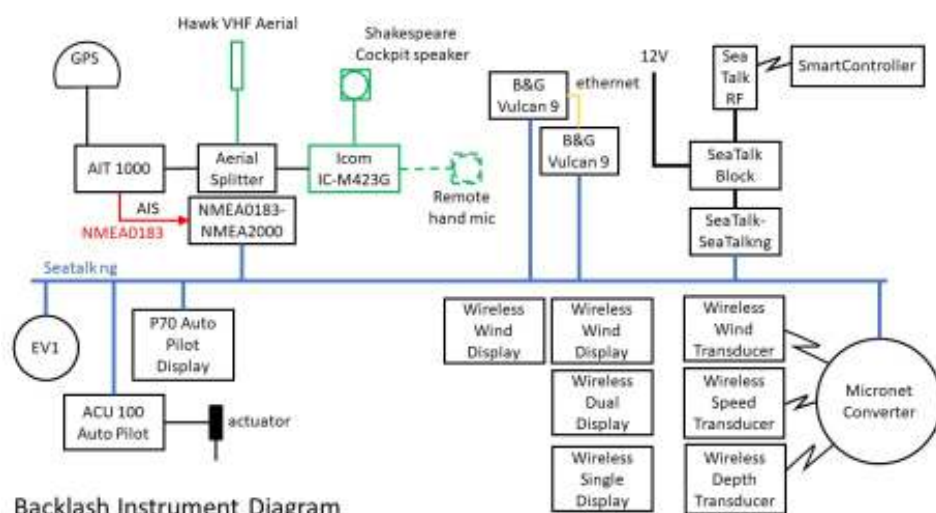 Hawk VHF Aerial
Shakespeare
Cockpit speaker
GPS
12V
Sea
Talk
RF
SmartController
B&G
Vulcan 9
ethernet
B&G
Vulcan 9
AIT 1000
Aerial
Splitter
Icom
IC-M423G
SeaTalk
Block
AIS
NMEA0183
NMEA0183-
NMEA2000
Remote
hand mic
SeaTalk-
SeaTalkng
Seatalkng
EV1
P70 Auto
Pilot
Display
Wireless
Wind
Display
Wireless
Wind
Display
Wireless
Wind
Transducer
ACU 100
Auto Pilot
actuator
Wireless
Dual
Display
Wireless
Speed
Transducer
Micronet
Converter
Wireless
Single
Display
Wireless
Depth
Transducer
Backlash Instrument Diagram